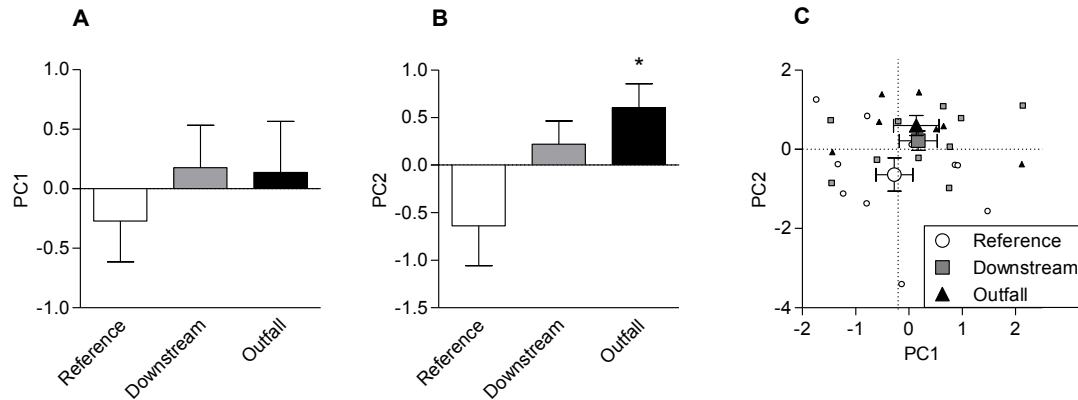 A
B
C
PC1
1.0
0.5
0.0
-0.5
-1.0
Reference
Downstream
Outfall
PC2
1.0
0.5
0.0
-0.5
-1.0
-1.5
*
Reference
Downstream
Outfall
PC2
2
0
-2
-4
Reference
Downstream
Outfall
-2
-1
0
1
2
PC1